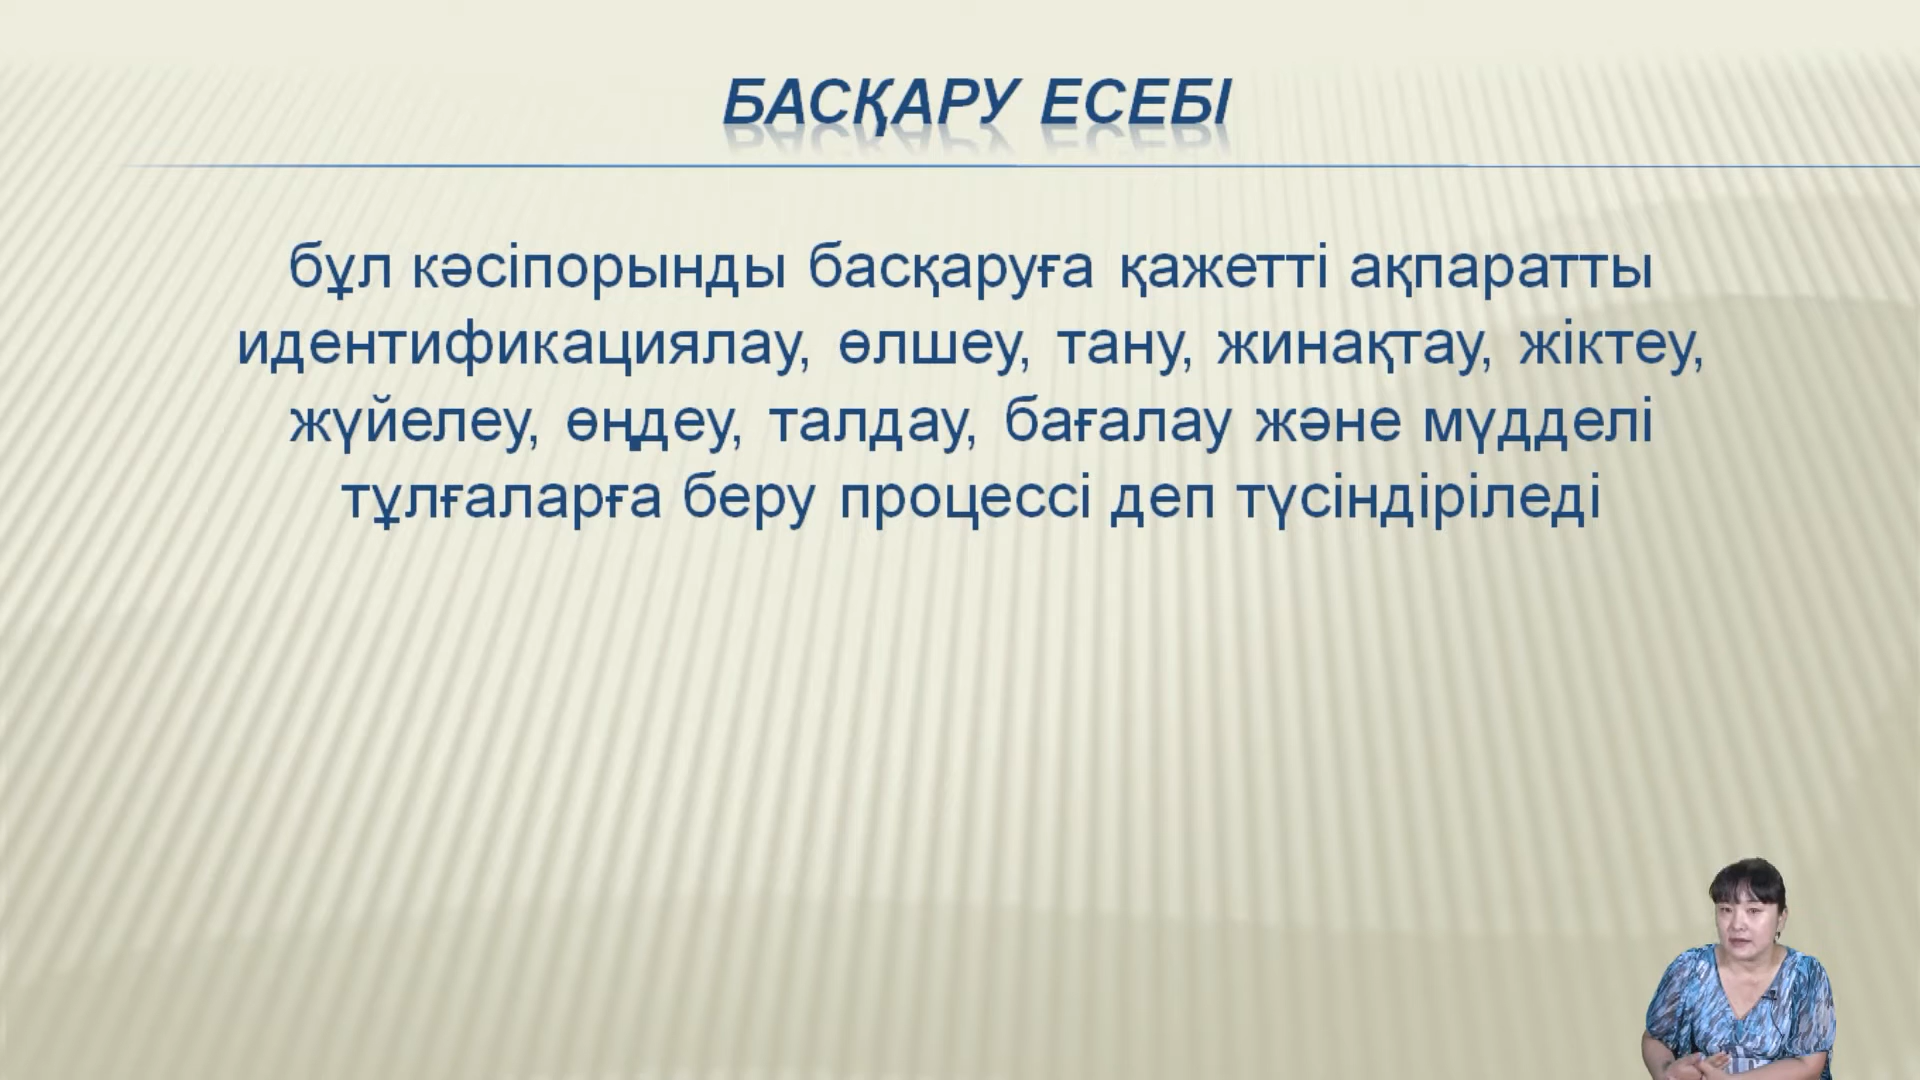 БАСҚАРУ ЕСЕБІ
бұл кәсіпорынды басқаруға қажетті ақпаратты
идентификациялау, өлшеу, тану, жинақтау, жіктеу,
жүйелеу, өңдеу, талдау, бағалау және мүдделі
тұлғаларға беру процессі деп түсіндіріледі